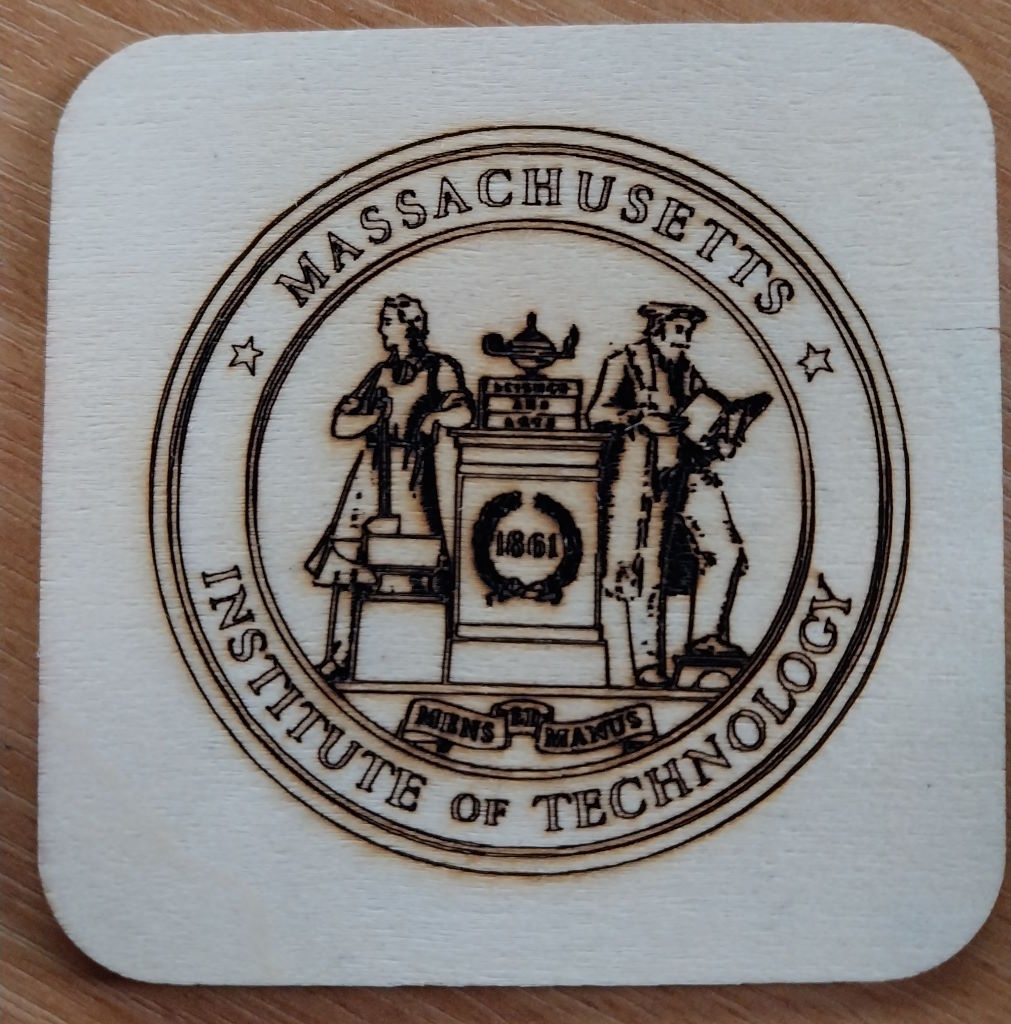 MASSACHUSETTS
SCIENCE
AND
ARTS
1861
MENS ET MANUS
INSTITUTE OF TECHNOLOGY